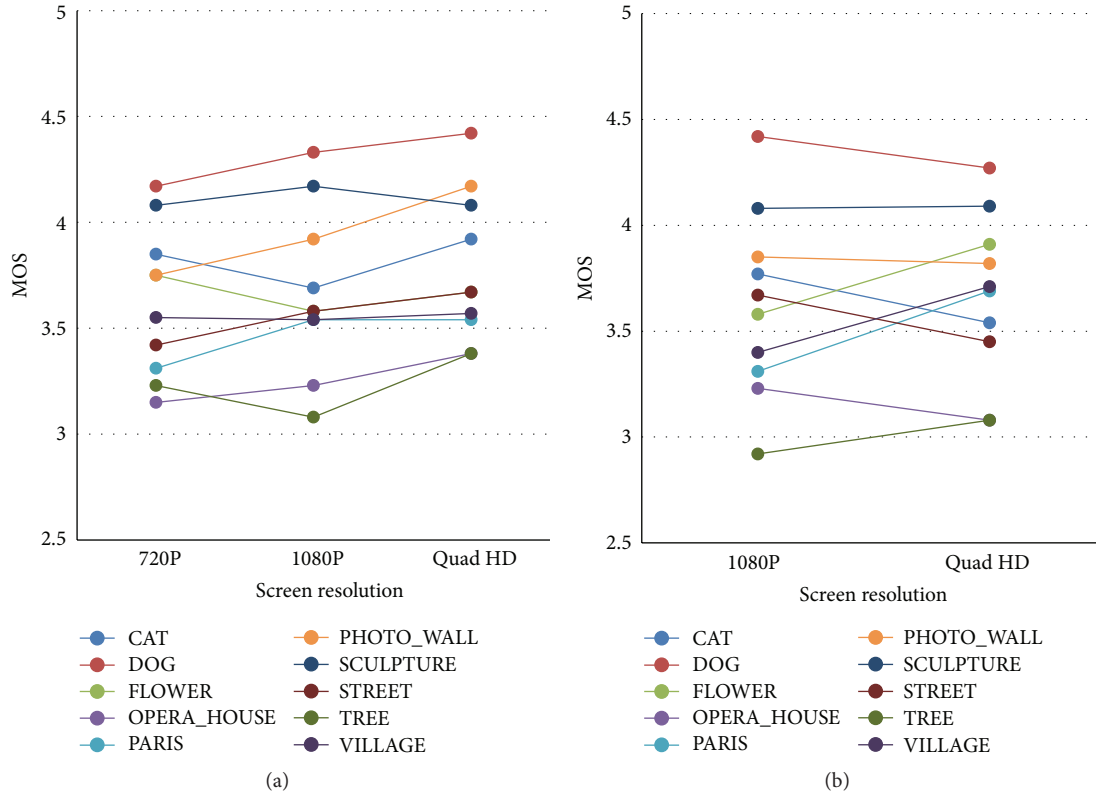 5
4.5
4
3.5
3
2.5
MOS
720P 1080P Quad HD
Screen resolution
CAT
DOG
FLOWER
OPERA_HOUSE
PARIS
PHOTO_WALL
SCULPTURE
STREET
TREE
VILLAGE
(a)
5
4.5
4
3.5
3
2.5
MOS
1080P Quad HD
Screen resolution
CAT
DOG
FLOWER
OPERA_HOUSE
PARIS
PHOTO_WALL
SCULPTURE
STREET
TREE
VILLAGE
(b)